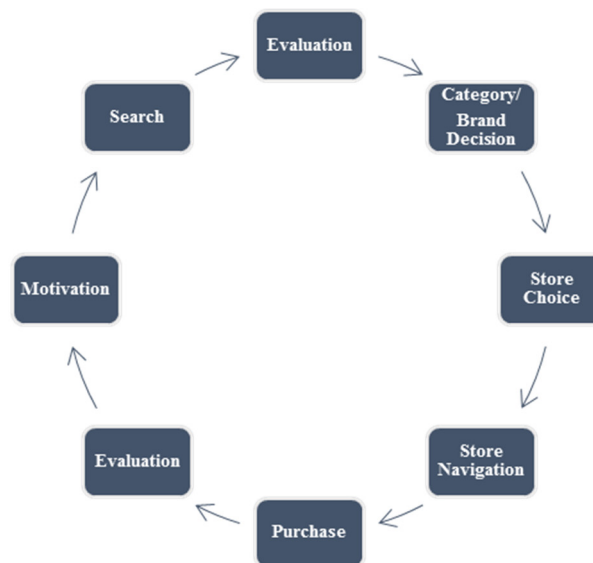 Evaluation
Category/
Brand
Decision
Store
Choice
Store
Navigation
Purchase
Evaluation
Motivation
Search